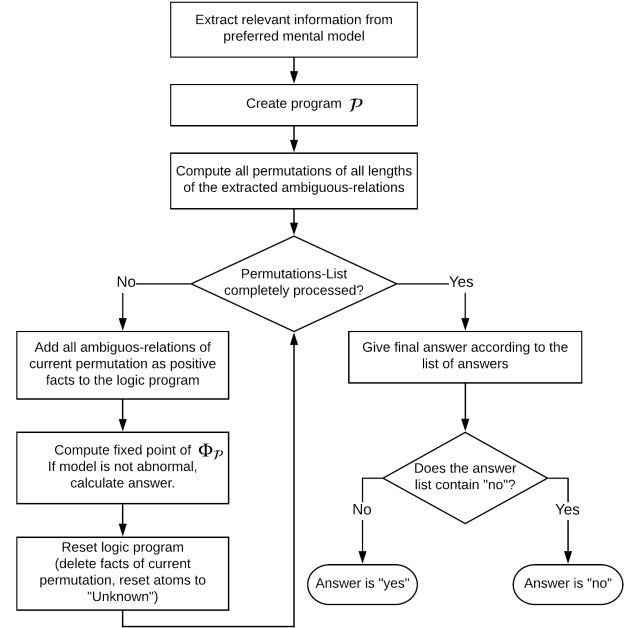 Extract relevant information from
preferred mental model
Create program 𝒫
Compute all permutations of all lengths
of the extracted ambiguous-relations
Permutations-List
completely processed?
No
Yes
Add all ambiguos-relations of
current permutation as positive
facts to the logic program
Give final answer according to the
list of answers
Compute fixed point of Φ𝒫
If model is not abnormal,
calculate answer.
Does the answer
list contain "no"?
No
Yes
Reset logic program
(delete facts of current
permutation, reset atoms to
"Unknown")
Answer is "yes"
Answer is "no"